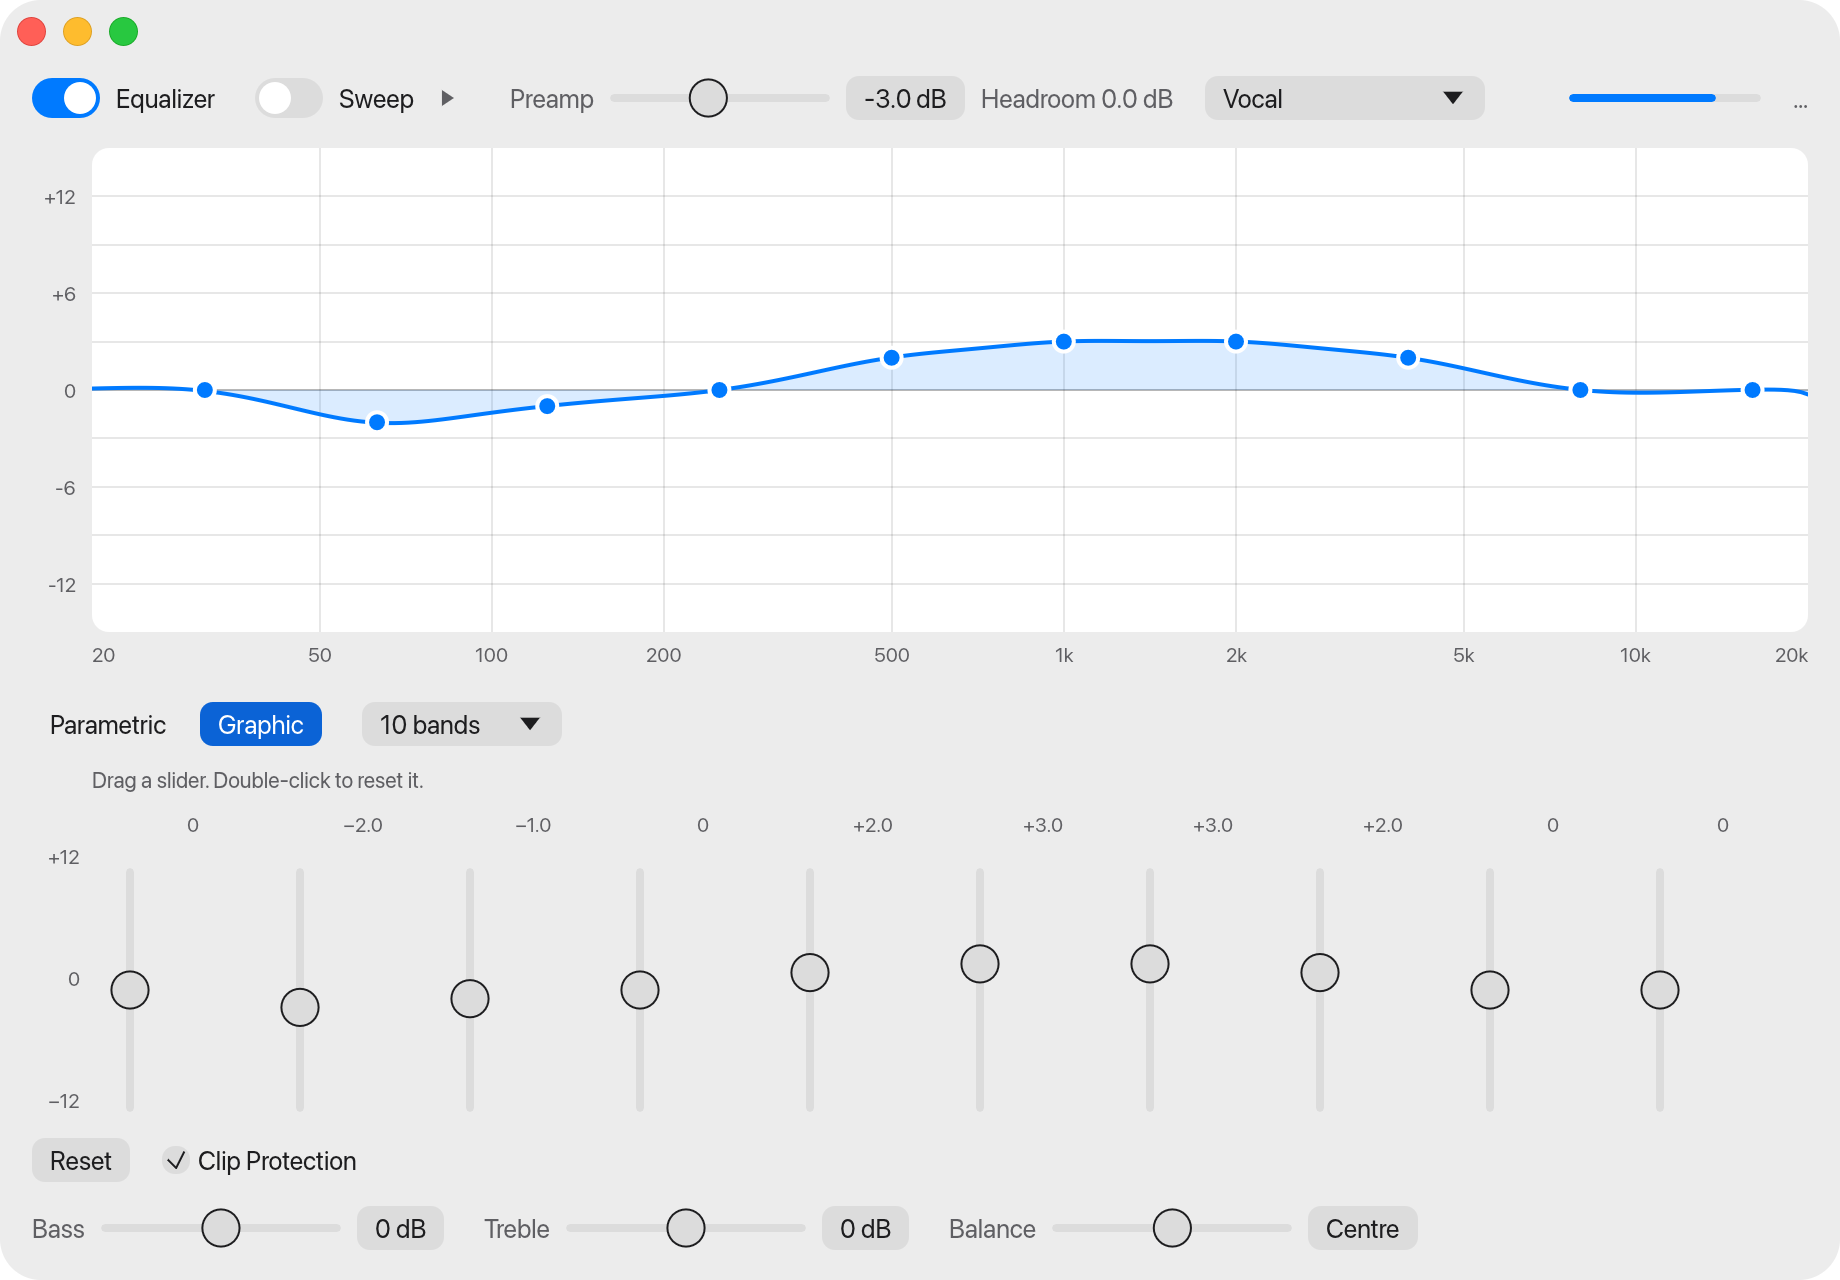 Equalizer Sweep Preamp -3.0 dB Headroom 0.0 dB Vocal ...
+12
+6
0
-6
-12
20 50 100 200 500 1k 2k 5k 10k 20k
Parametric Graphic 10 bands
Drag a slider. Double-click to reset it.
0 −2.0 −1.0 0 +2.0 +3.0 +3.0 +2.0 0 0
+12
0
−12
Reset Clip Protection
Bass 0 dB Treble 0 dB Balance Centre